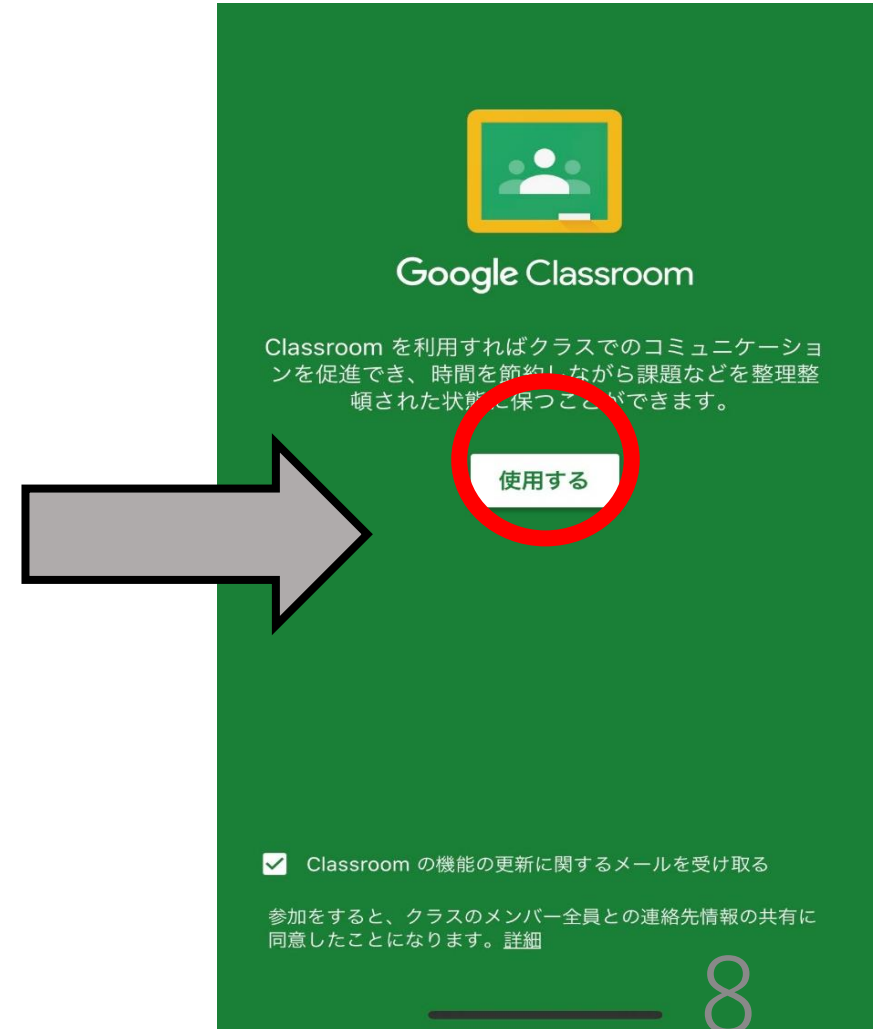 Google Classroom
Classroom を利用すればクラスでのコミュニケーショ
ンを促進でき、時間を節約しながら課題などを整理整
頓された状態に保つことができます。
使用する
Classroom の機能の更新に関するメールを受け取る
参加をすると、クラスのメンバー全員との連絡先情報の共有に
同意したことになります。詳細
8